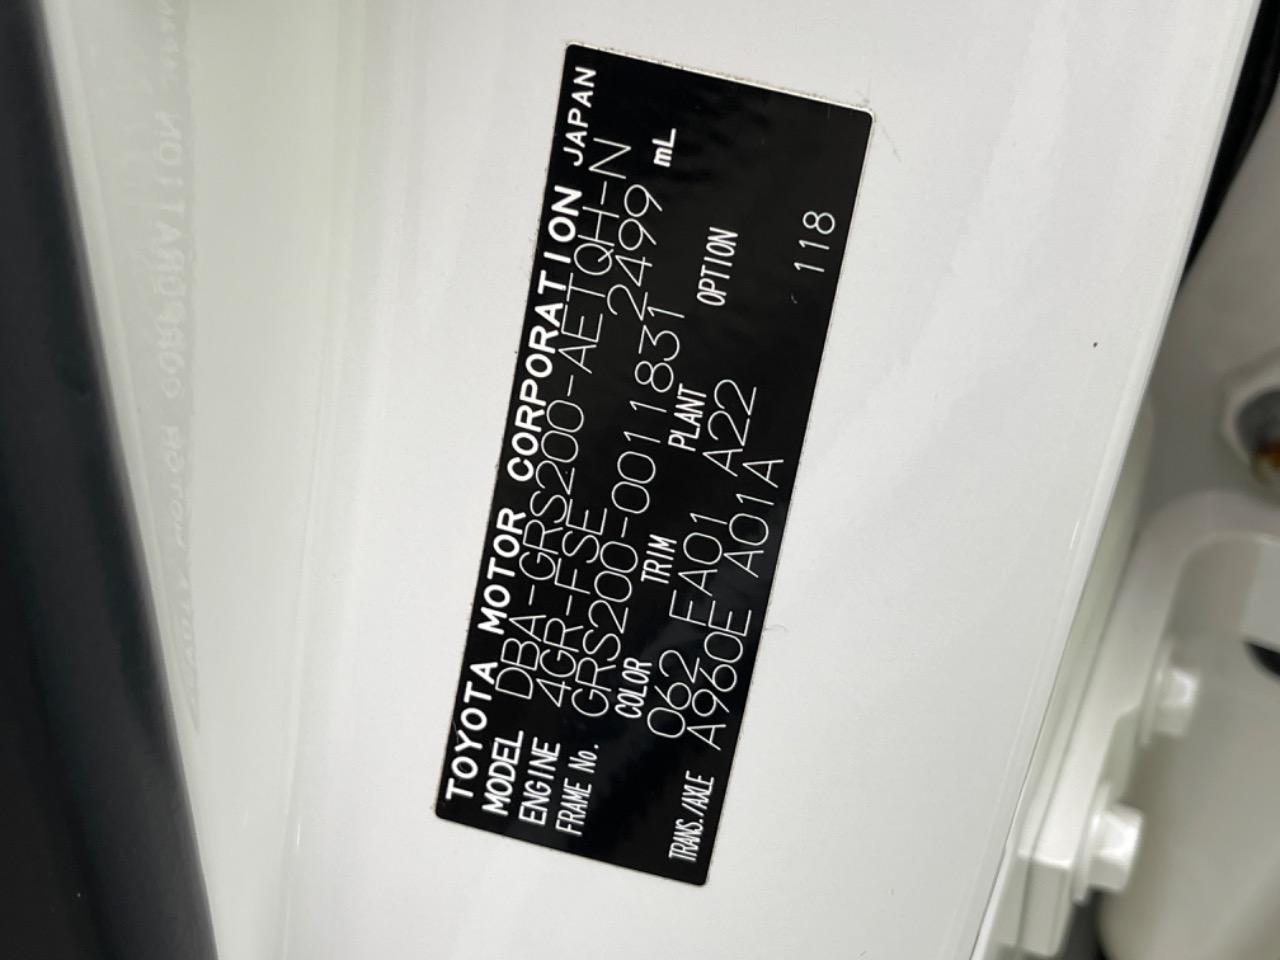 TOYOTA MOTOR CORPORATION JAPAN
MODEL DBA-GRS200-AETQH-N
ENGINE 4GR-FSE 2499 mL
FRAME No. GRS200-0011831
COLOR TRIM PLANT OPTION
062 FA01 A22
TRANS./AXLE A960E A01A 118